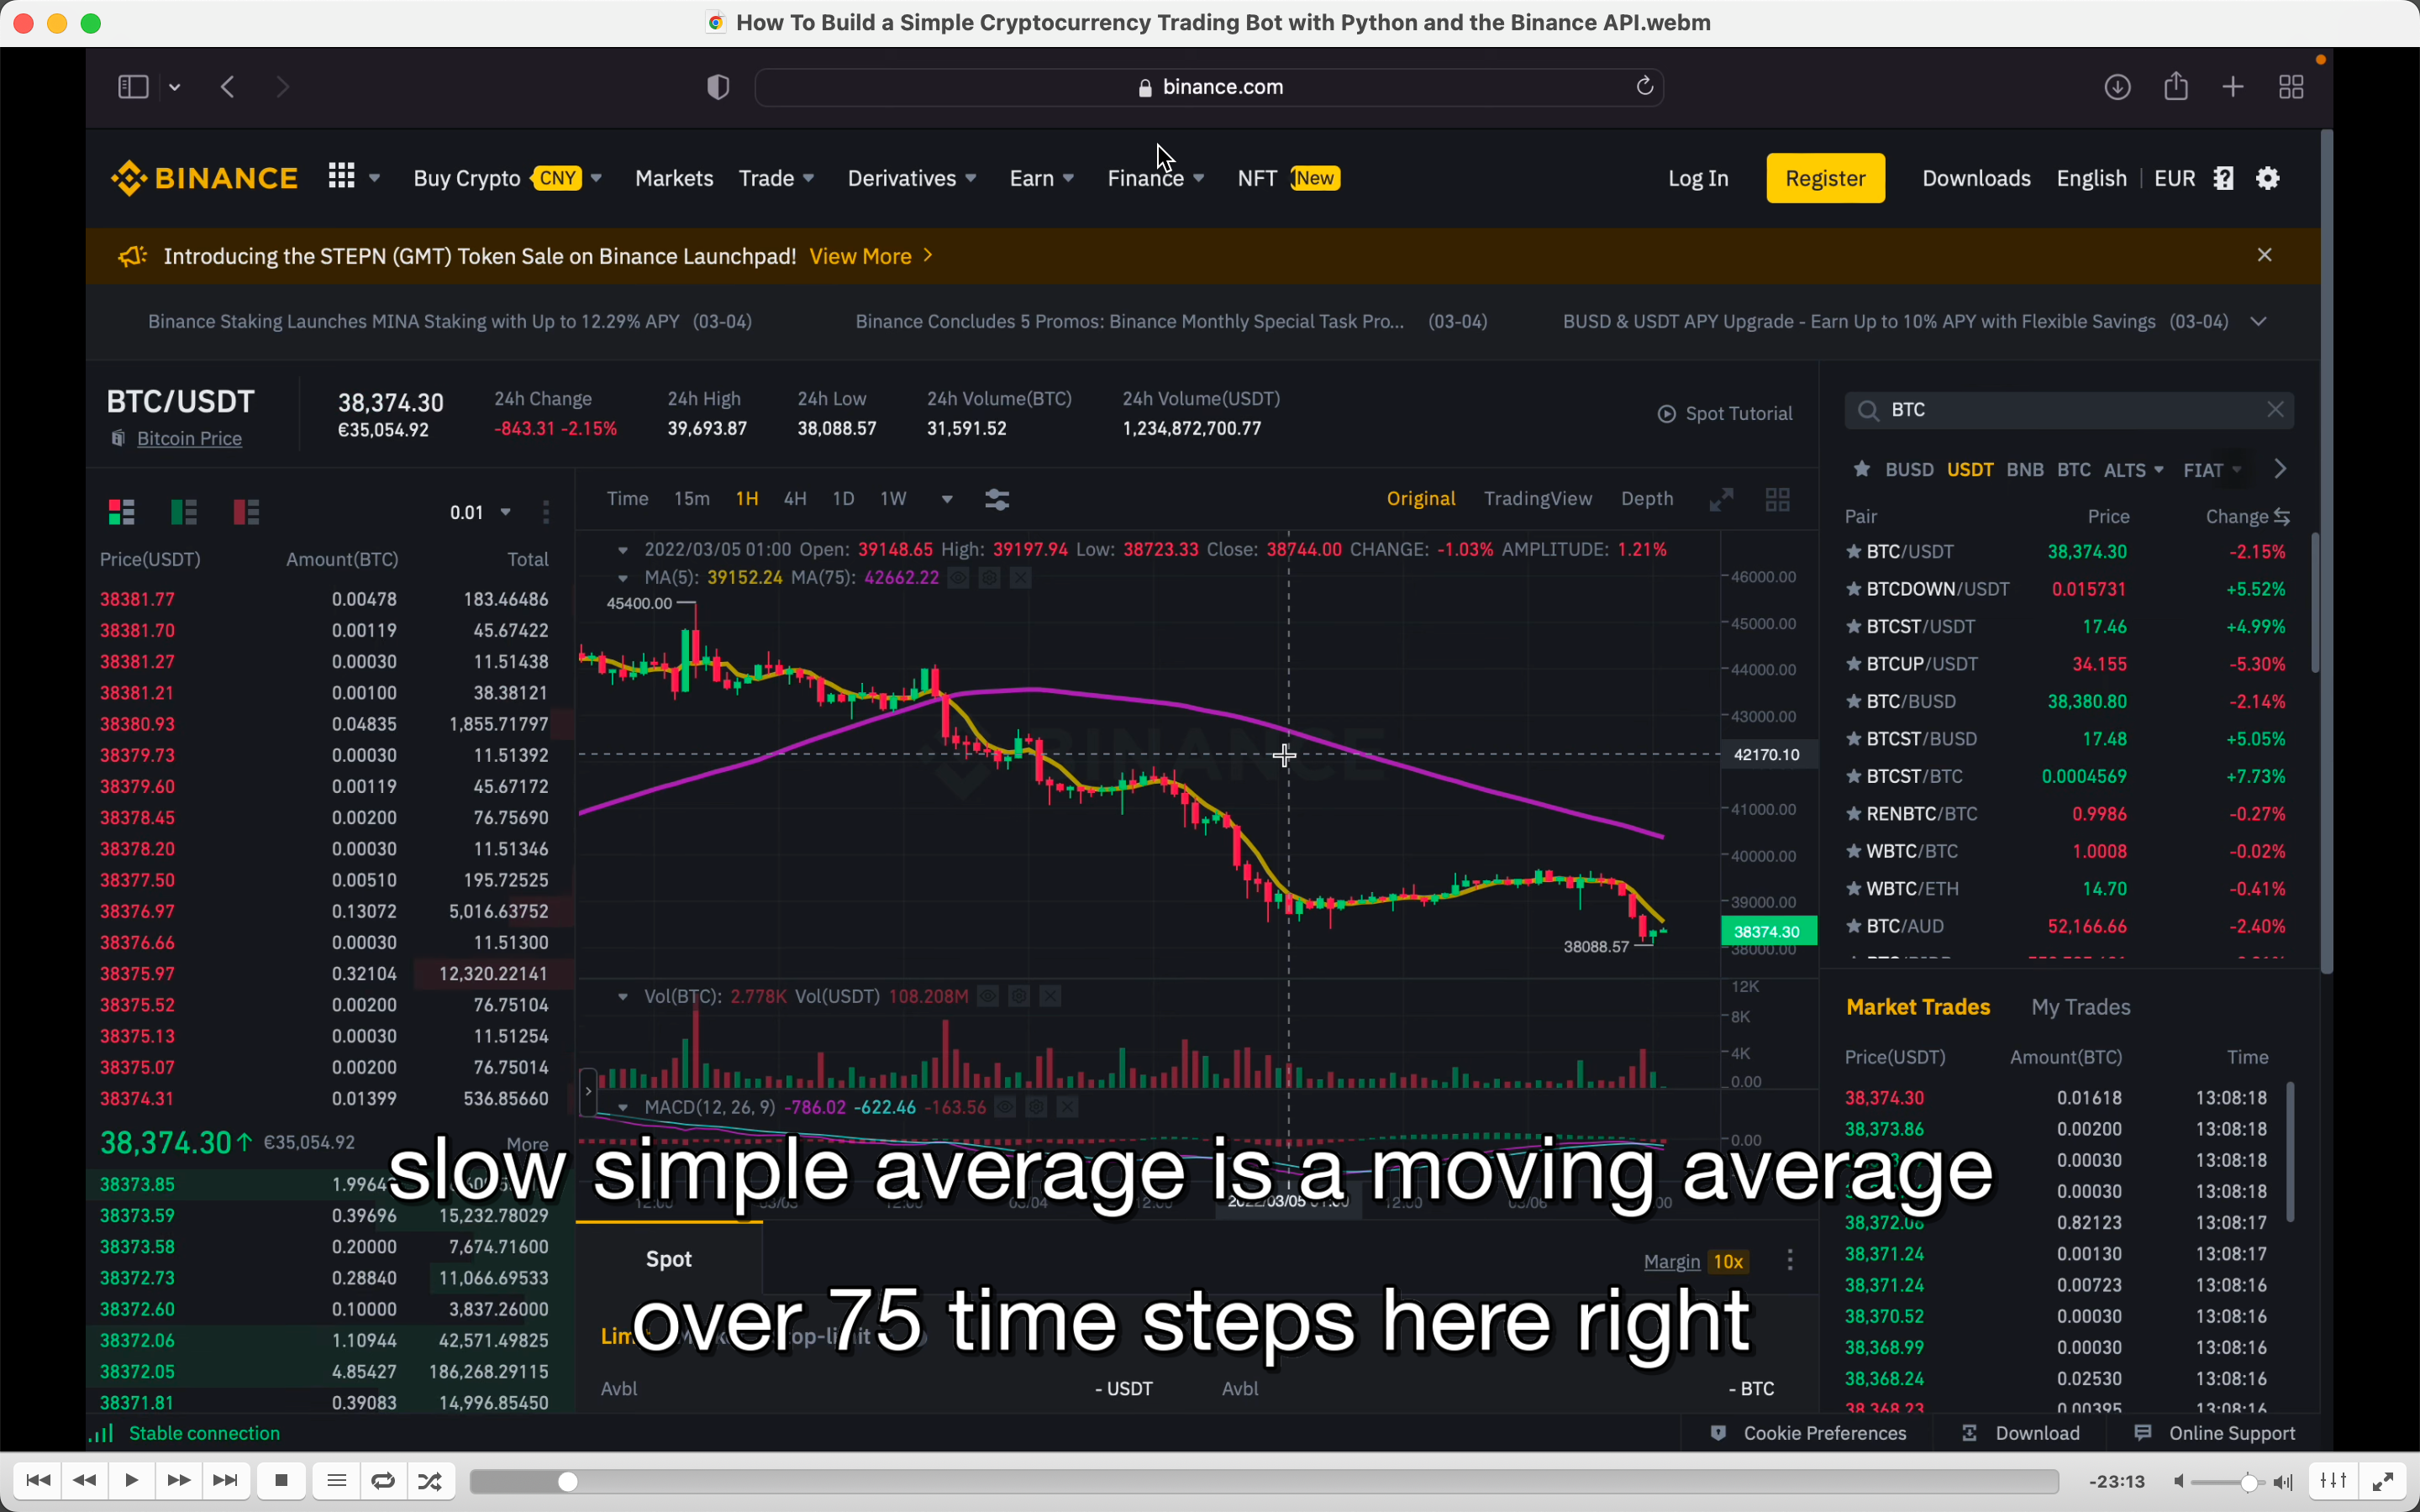 How To Build a Simple Cryptocurrency Trading Bot with Python and the Binance API.webm
binance.com
BINANCE Buy Crypto CNY Markets Trade Derivatives Earn Finance NFT New Log In Register Downloads English EUR
Introducing the STEPN (GMT) Token Sale on Binance Launchpad! View More
Binance Staking Launches MINA Staking with Up to 12.29% APY (03-04) Binance Concludes 5 Promos: Binance Monthly Special Task Pro... (03-04) BUSD & USDT APY Upgrade - Earn Up to 10% APY with Flexible Savings (03-04)
BTC/USDT
Bitcoin Price
38,374.30
€35,054.92
24h Change
-843.31 -2.15%
24h High
39,693.87
24h Low
38,088.57
24h Volume(BTC)
31,591.52
24h Volume(USDT)
1,234,872,700.77
Spot Tutorial
0.01
Price(USDT) Amount(BTC) Total
38381.77 0.00478 183.46486
38381.70 0.00119 45.67422
38381.27 0.00030 11.51438
38381.21 0.00100 38.38121
38380.93 0.04835 1,855.71797
38379.73 0.00030 11.51392
38379.60 0.00119 45.67172
38378.45 0.00200 76.75690
38378.20 0.00030 11.51346
38377.50 0.00510 195.72525
38376.97 0.13072 5,016.63752
38376.66 0.00030 11.51300
38375.97 0.32104 12,320.22141
38375.52 0.00200 76.75104
38375.13 0.00030 11.51254
38375.07 0.00200 76.75014
38374.31 0.01399 536.85660
38,374.30↑ €35,054.92 More
38373.85
38373.59 0.39696 15,232.78029
38373.58 0.20000 7,674.71600
38372.73 0.28840 11,066.69533
38372.60 0.10000 3,837.26000
38372.06 1.10944 42,571.49825
38372.05 4.85427 186,268.29115
38371.81 0.39083 14,996.85450
Time 15m 1H 4H 1D 1W Original TradingView Depth
2022/03/05 01:00 Open: 39148.65 High: 39197.94 Low: 38723.33 Close: 38744.00 CHANGE: -1.03% AMPLITUDE: 1.21%
MA(5): 39152.24 MA(75): 42662.22
45400.00
BINANCE
38088.57
46000.00
45000.00
44000.00
43000.00
42170.10
41000.00
40000.00
39000.00
38374.30
38000.00
Vol(BTC): 2.778K Vol(USDT) 108.208M
12K
8K
4K
0.00
MACD(12, 26, 9) -786.02 -622.46 -163.56
0.00
slow simple average is a moving average
12:00 03/03 12:00 03/04 12:00 2022/03/05 01:00 12:00 03/06
Spot
Margin 10x
over 75 time steps here right
Avbl - USDT Avbl - BTC
BTC
BUSD USDT BNB BTC ALTS FIAT
Pair Price Change
BTC/USDT 38,374.30 -2.15%
BTCDOWN/USDT 0.015731 +5.52%
BTCST/USDT 17.46 +4.99%
BTCUP/USDT 34.155 -5.30%
BTC/BUSD 38,380.80 -2.14%
BTCST/BUSD 17.48 +5.05%
BTCST/BTC 0.0004569 +7.73%
RENBTC/BTC 0.9986 -0.27%
WBTC/BTC 1.0008 -0.02%
WBTC/ETH 14.70 -0.41%
BTC/AUD 52,166.66 -2.40%
Market Trades My Trades
Price(USDT) Amount(BTC) Time
38,374.30 0.01618 13:08:18
38,373.86 0.00200 13:08:18
0.00030 13:08:18
0.00030 13:08:18
38,372.06 0.82123 13:08:17
38,371.24 0.00130 13:08:17
38,371.24 0.00723 13:08:16
38,370.52 0.00030 13:08:16
38,368.99 0.00030 13:08:16
38,368.24 0.02530 13:08:16
38,368.23 0.00395 13:08:16
Stable connection Cookie Preferences Download Online Support
-23:13